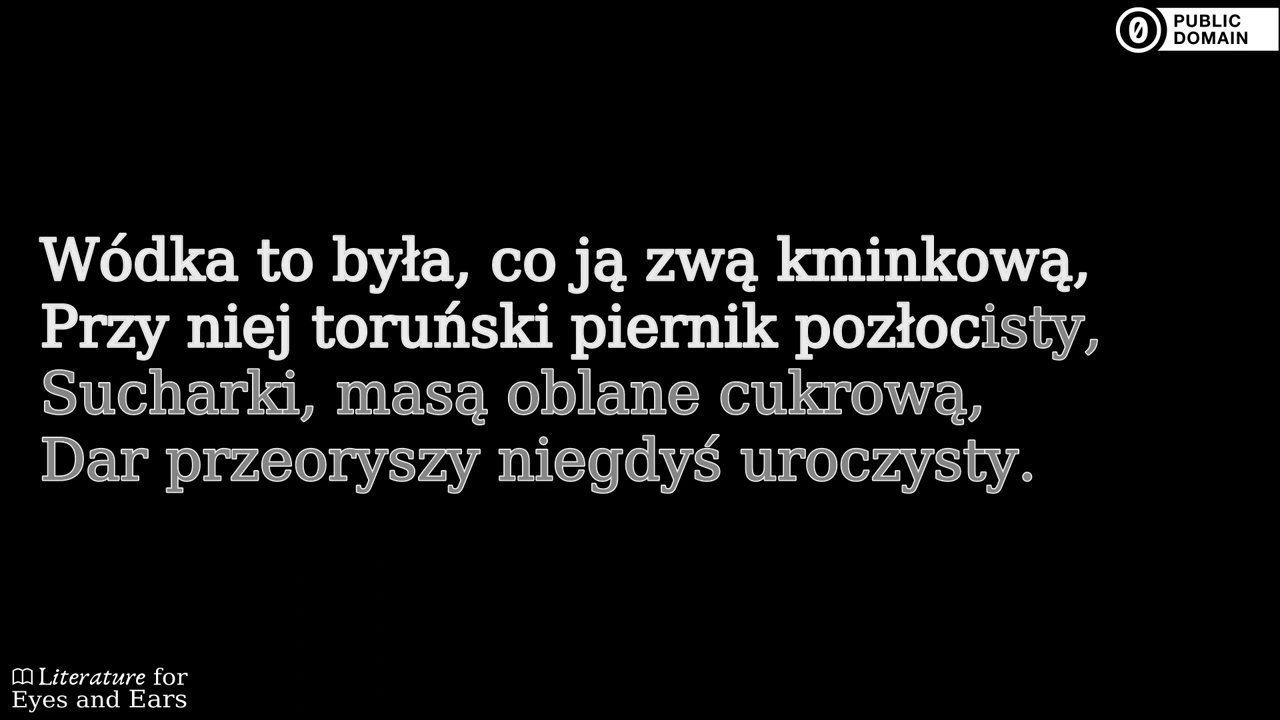 PUBLIC
DOMAIN
Wódka to była, co ją zwą kminkową,
Przy niej toruński piernik pozłocisty,
Sucharki, masą oblane cukrową,
Dar przeoryszy niegdyś uroczysty.
Literature for
Eyes and Ears